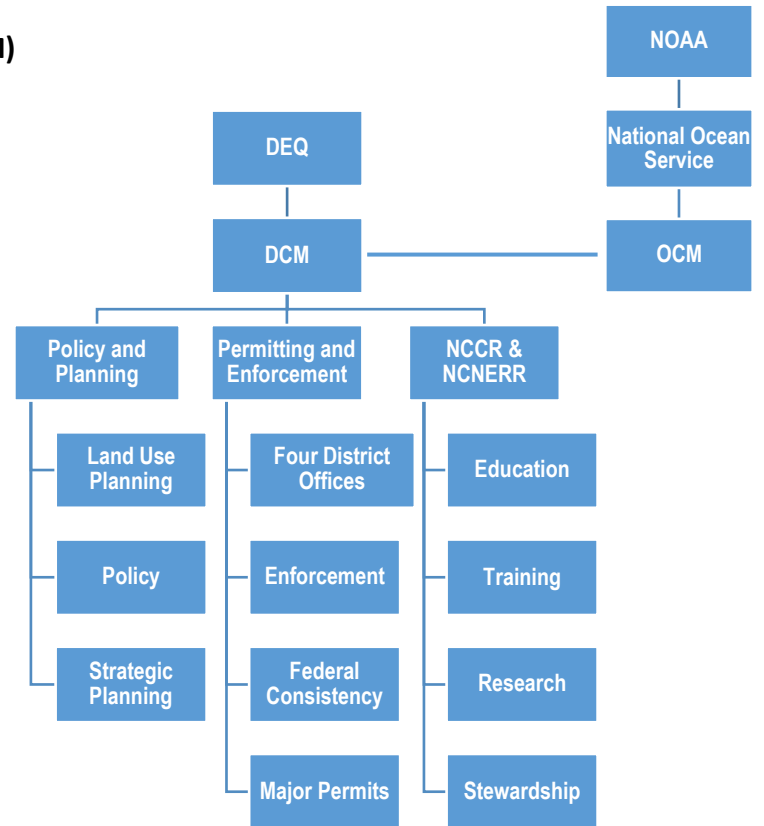 NOAA
National Ocean
Service
OCM
DEQ
DCM
Policy and
Planning
Land Use
Planning
Policy
Strategic
Planning
Permitting and
Enforcement
Four District
Offices
Enforcement
Federal
Consistency
Major Permits
NCCR &
NCNERR
Education
Training
Research
Stewardship